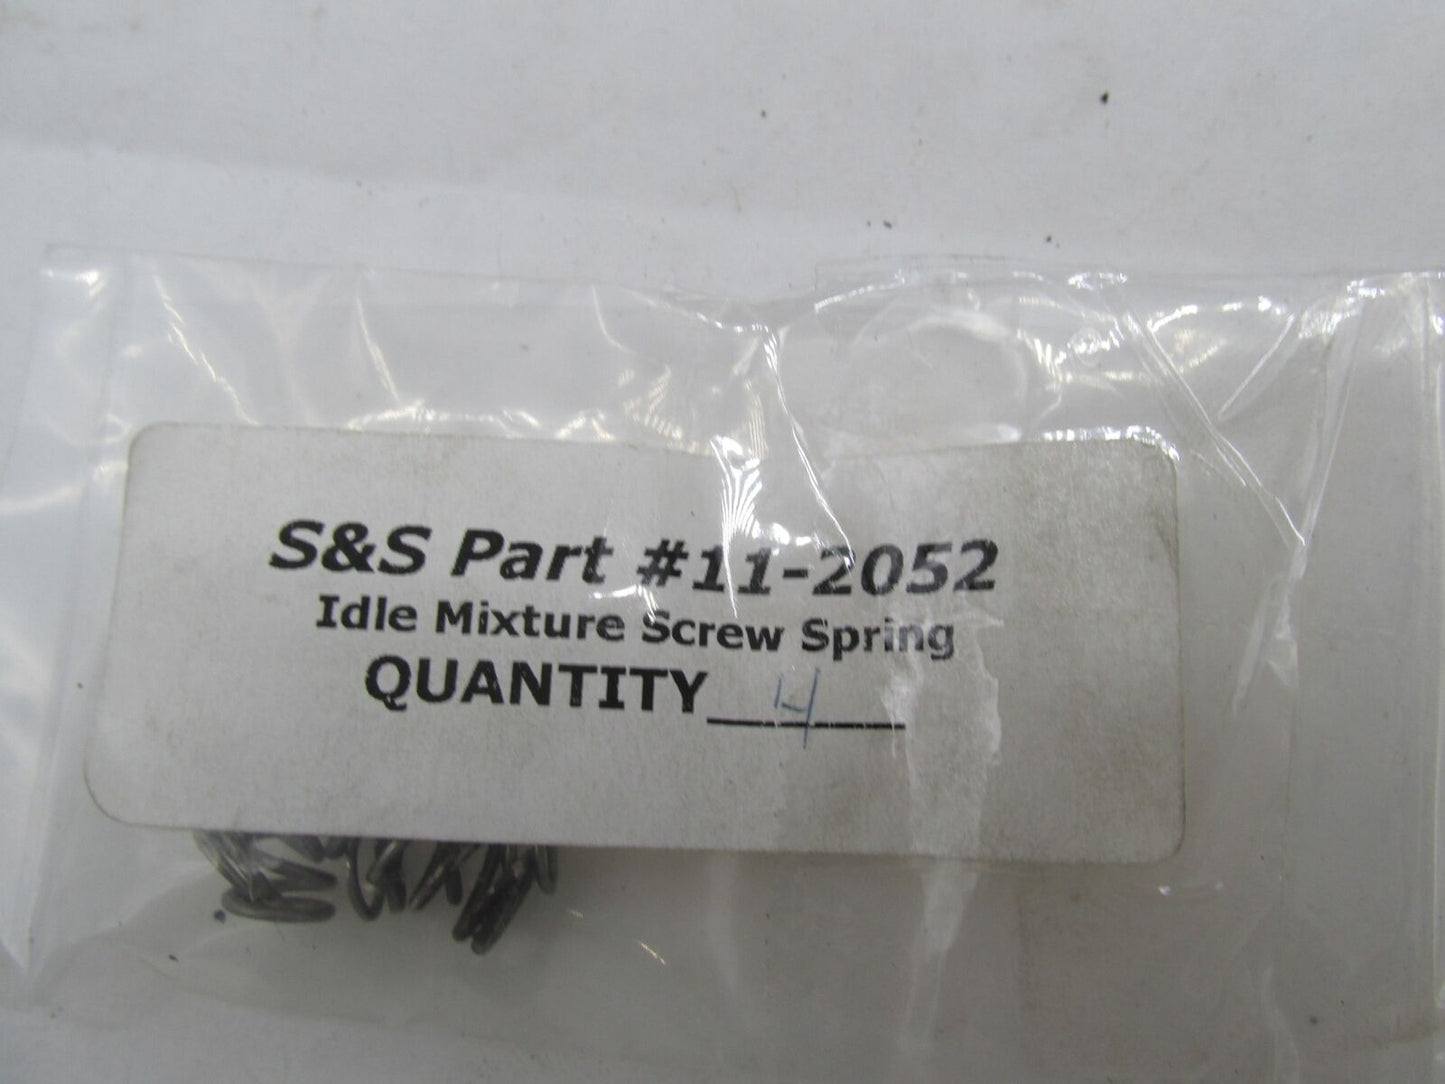 S&S Part #11-2052
Idle Mixture Screw Spring
QUANTITY 4